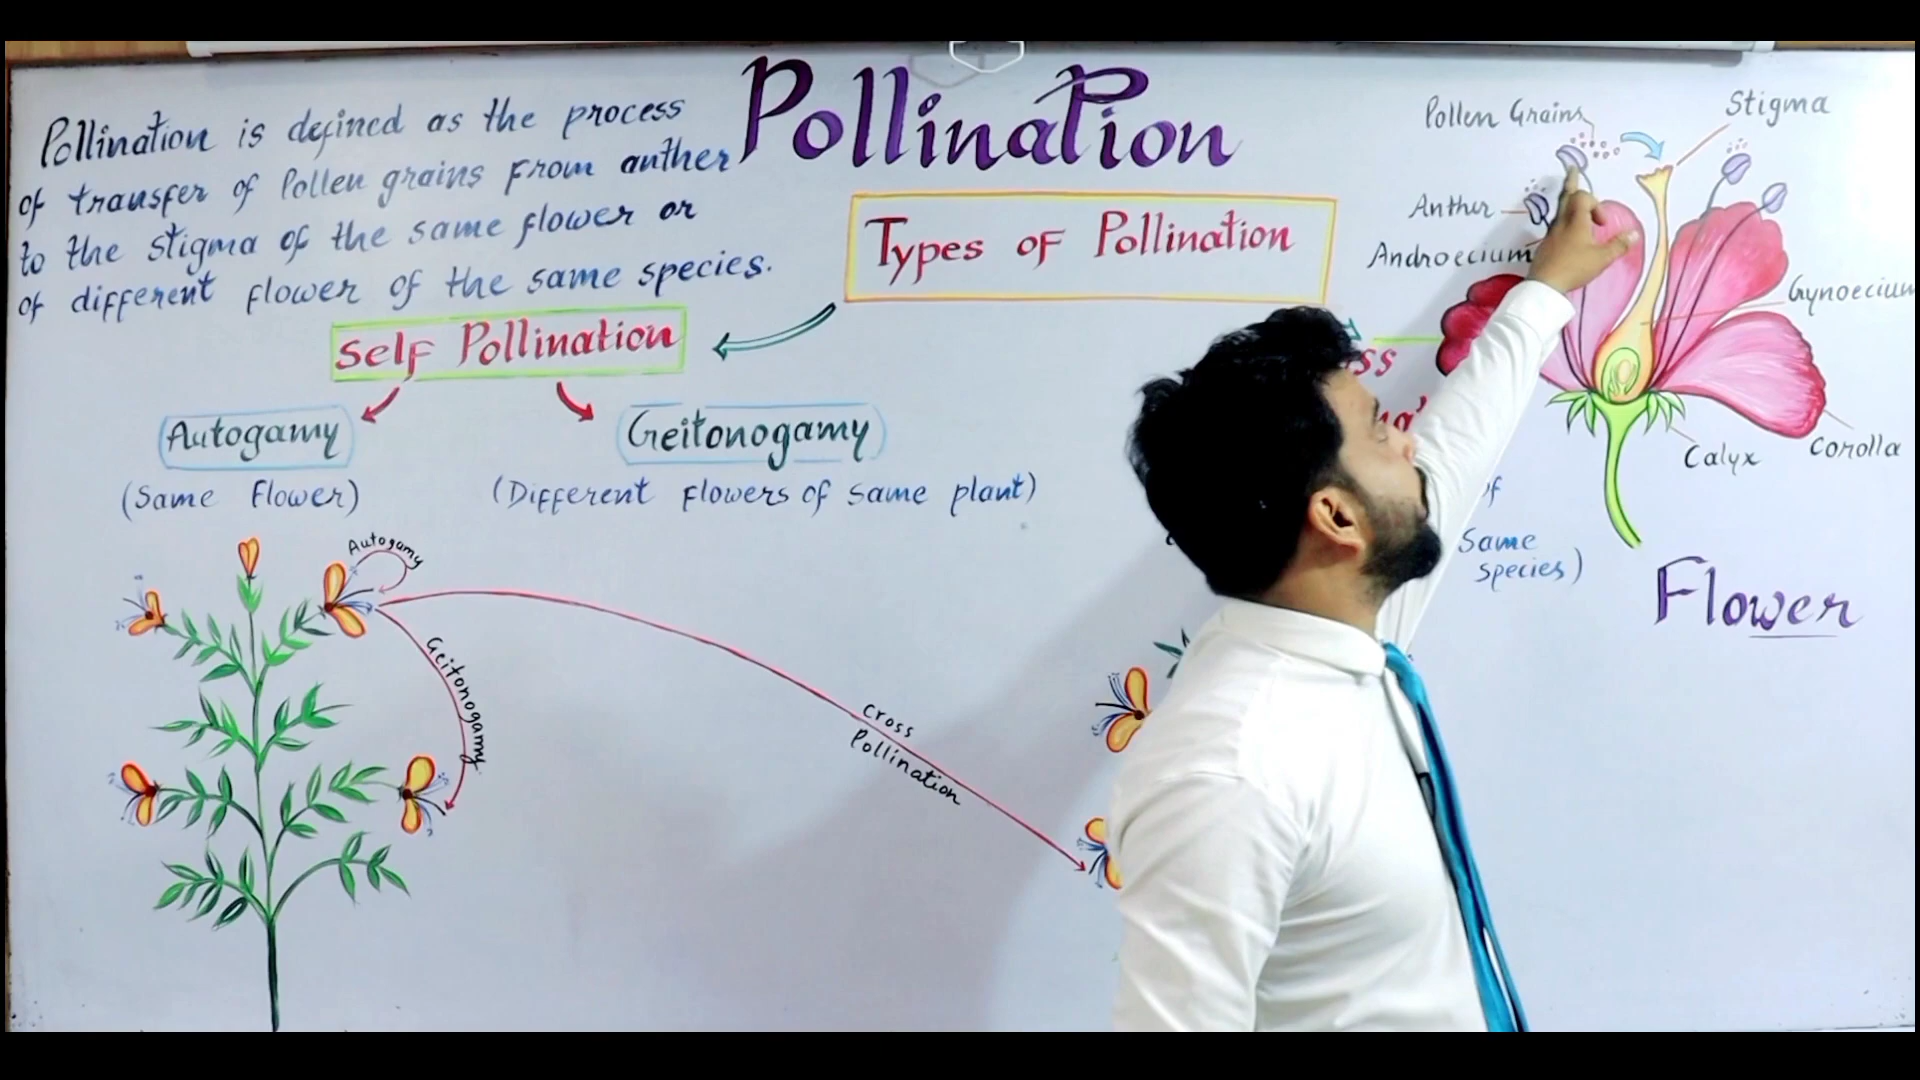 Pollination
Pollination is defined as the process
of transfer of Pollen grains from anther
to the stigma of the same flower or
of different flower of the same species.
Types of Pollination
Self Pollination
Autogamy
(Same Flower)
Geitonogamy
(Different Flowers of same plant)
Autogamy
Geitonogamy
Cross
Pollination
Same
species)
Pollen Grains
Stigma
Anther
Androecium
Gynoecium
Calyx
Corolla
Flower